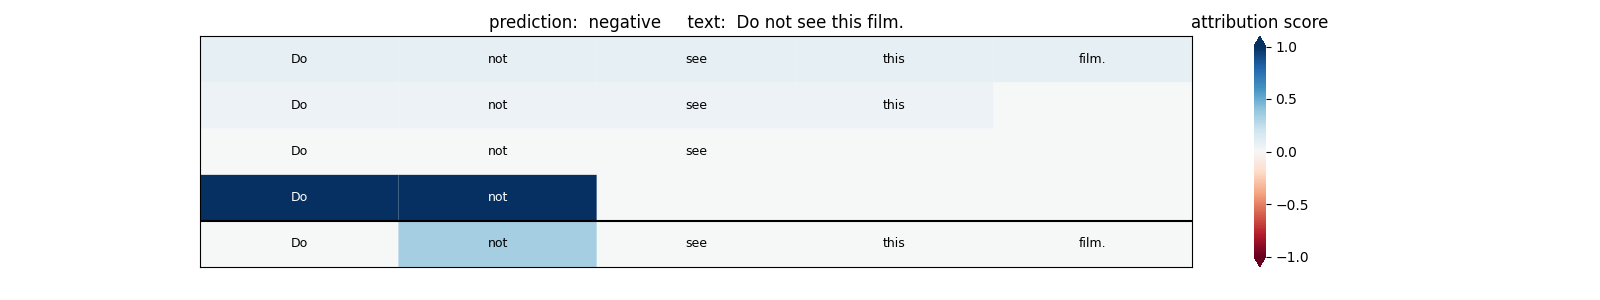 prediction:  negative     text:  Do not see this film.
attribution score
Do not see this film.
Do not see this
Do not see
Do not
Do not see this film.
1.0
0.5
0.0
−0.5
−1.0